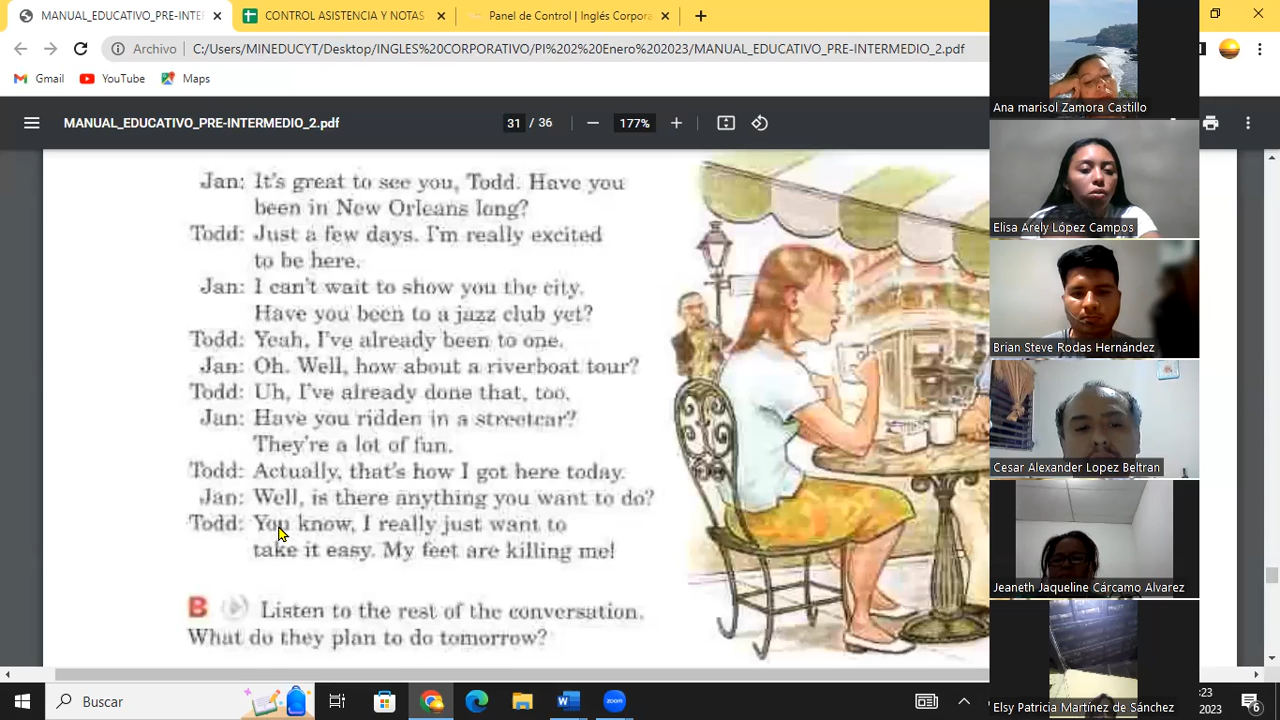 MANUAL_EDUCATIVO_PRE-INTERM
CONTROL ASISTENCIA Y NOTAS
Panel de Control | Inglés Corpora
Archivo
C:/Users/MINEDUCYT/Desktop/INGLES%20CORPORATIVO/PI%202%20Enero%202023/MANUAL_EDUCATIVO_PRE-INTERMEDIO_2.pdf
Gmail
YouTube
Maps
MANUAL_EDUCATIVO_PRE-INTERMEDIO_2.pdf
31 / 36
177%
Jan: It's great to see you, Todd. Have you
been in New Orleans long?
Todd: Just a few days. I'm really excited
to be here.
Jan: I can't wait to show you the city.
Have you been to a jazz club yet?
Todd: Yeah, I've already been to one.
Jan: Oh. Well, how about a riverboat tour?
Todd: Uh, I've already done that, too.
Jan: Have you ridden in a streetcar?
They're a lot of fun.
Todd: Actually, that's how I got here today.
Jan: Well, is there anything you want to do?
Todd: You know, I really just want to
take it easy. My feet are killing me!
B Listen to the rest of the conversation.
What do they plan to do tomorrow?
Ana marisol Zamora Castillo
Elisa Arely López Campos
Brian Steve Rodas Hernández
Cesar Alexander Lopez Beltran
Jeaneth Jaqueline Cárcamo Alvarez
Elsy Patricia Martínez de Sánchez
Buscar
zoom
:23
2023
6